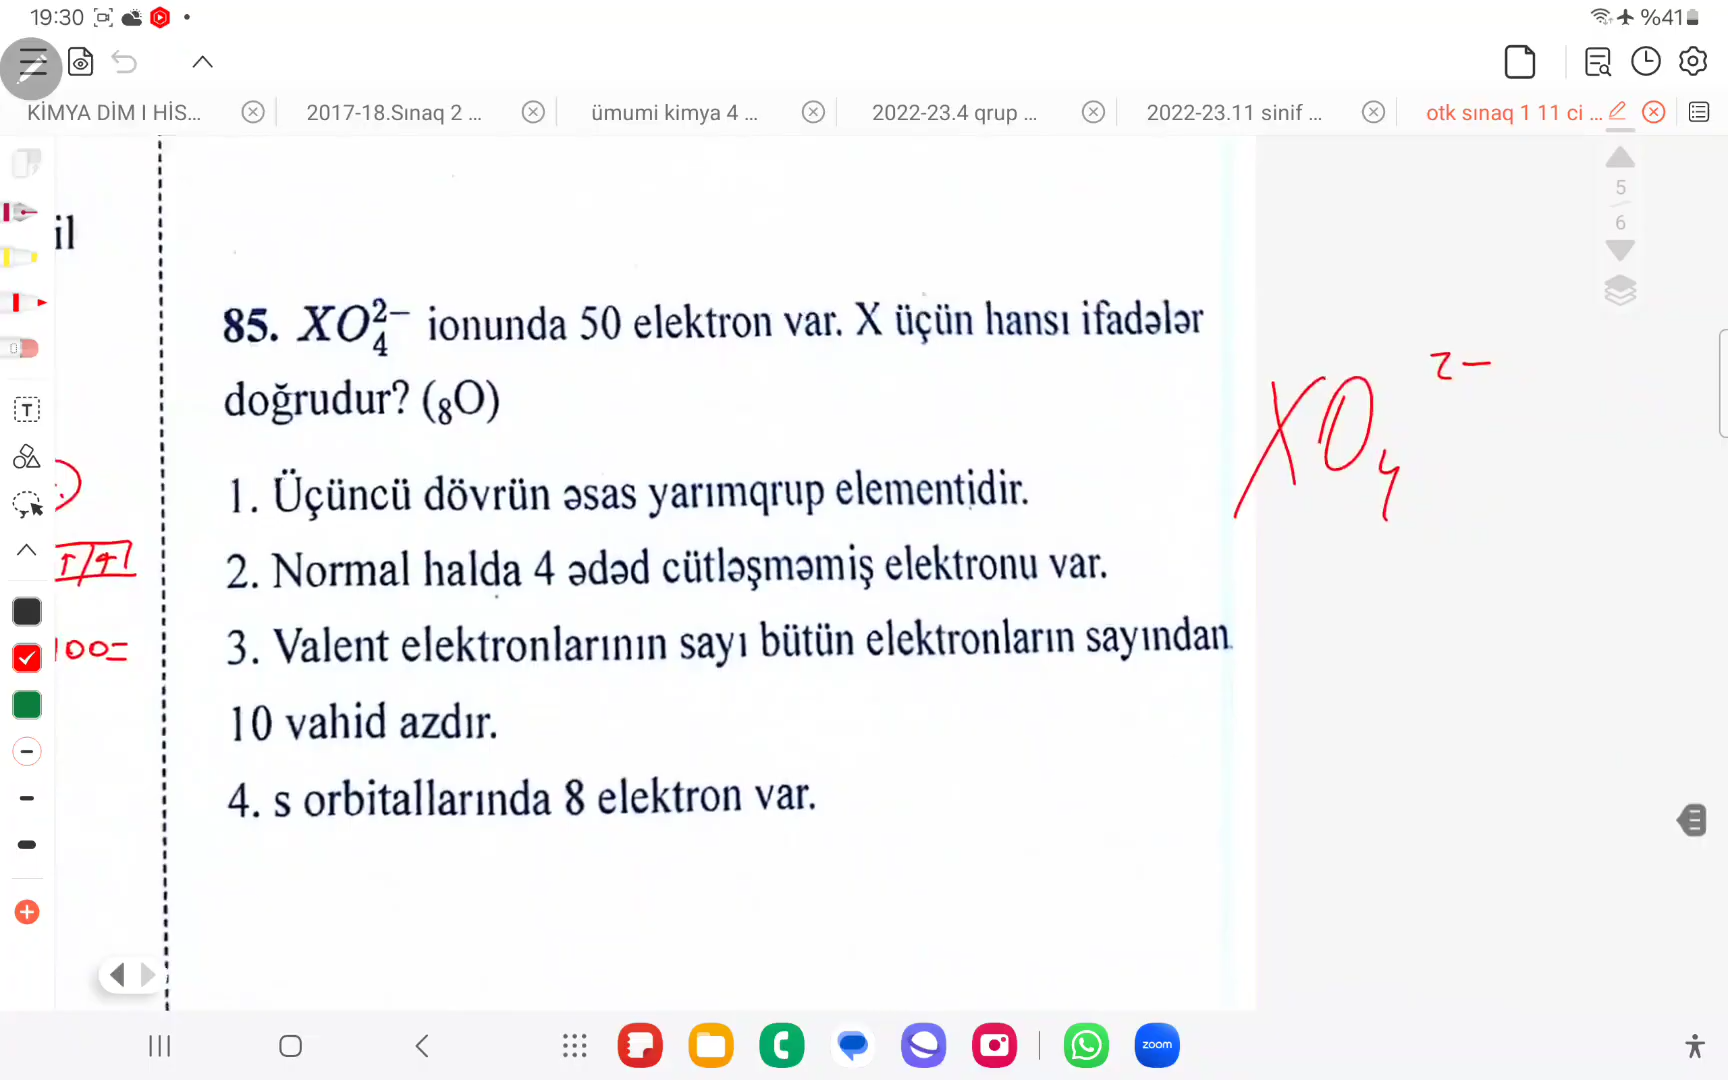 19:30
%41
KİMYA DİM I HİS...
2017-18.Sınaq 2 ...
ümumi kimya 4 ...
2022-23.4 qrup ...
2022-23.11 sinif ...
otk sınaq 1 11 ci ...
5
6
il
85. XO₄²⁻ ionunda 50 elektron var. X üçün hansı ifadələr
doğrudur? (₈O)
XO₄²⁻
1. Üçüncü dövrün əsas yarımqrup elementidir.
2. Normal halda 4 ədəd cütləşməmiş elektronu var.
3. Valent elektronlarının sayı bütün elektronların sayından
100=
10 vahid azdır.
4. s orbitallarında 8 elektron var.
T
zoom